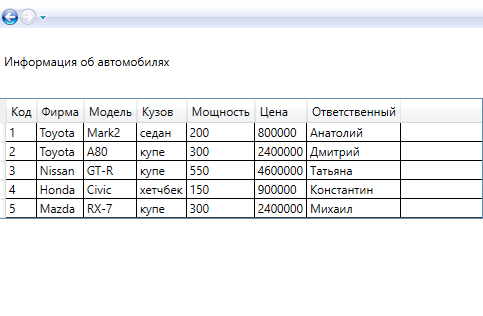 Информация об автомобилях
Код Фирма Модель Кузов Мощность Цена Ответственный
1 Toyota Mark2 седан 200 800000 Анатолий
2 Toyota A80 купе 300 2400000 Дмитрий
3 Nissan GT-R купе 550 4600000 Татьяна
4 Honda Civic хетчбек 150 900000 Константин
5 Mazda RX-7 купе 300 2400000 Михаил